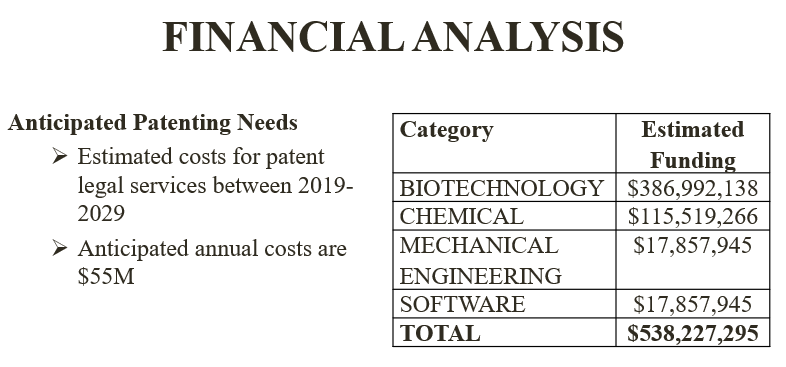 FINANCIAL ANALYSIS
Anticipated Patenting Needs
➢ Estimated costs for patent
legal services between 2019-
2029
➢ Anticipated annual costs are
$55M
Category Estimated
Funding
BIOTECHNOLOGY $386,992,138
CHEMICAL $115,519,266
MECHANICAL $17,857,945
ENGINEERING
SOFTWARE $17,857,945
TOTAL $538,227,295